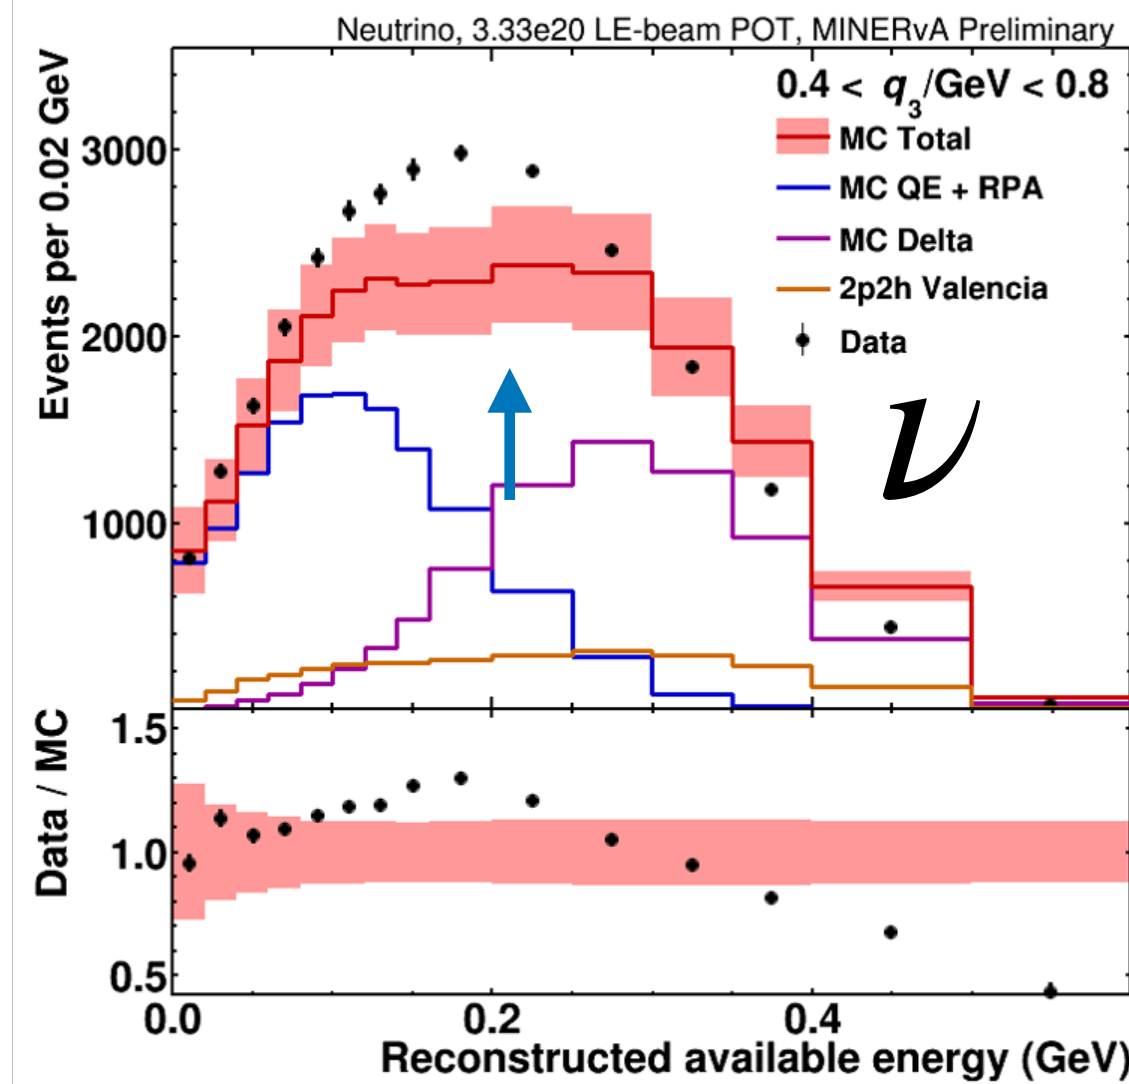 Neutrino, 3.33e20 LE-beam POT, MINERvA Preliminary
Events per 0.02 GeV
3000
2000
1000
0.4 < q3/GeV < 0.8
MC Total
MC QE + RPA
MC Delta
2p2h Valencia
Data
ν
Data / MC
1.5
1.0
0.5
0.0 0.2 0.4
Reconstructed available energy (GeV)